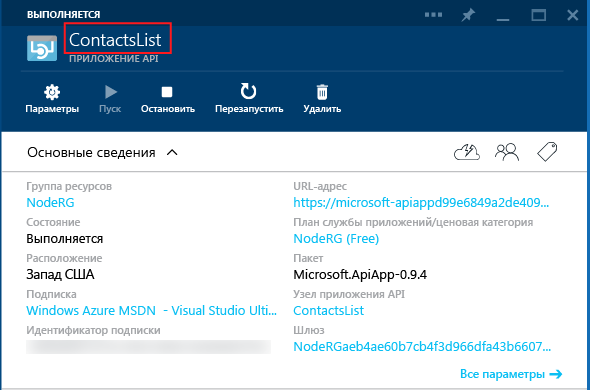 ВЫПОЛНЯЕТСЯ
ContactsList
ПРИЛОЖЕНИЕ API
Параметры
Пуск
Остановить
Перезапустить
Удалить
Основные сведения
Группа ресурсов
NodeRG
Состояние
Выполняется
Расположение
Запад США
Подписка
Windows Azure MSDN - Visual Studio Ulti...
Идентификатор подписки
URL-адрес
https://microsoft-apiappd99e6849a2de409...
План службы приложений/ценовая категория
NodeRG (Free)
Пакет
Microsoft.ApiApp-0.9.4
Узел приложения API
ContactsList
Шлюз
NodeRGaeb4ae60b7cb4f3d966dfa43b6607...
Все параметры